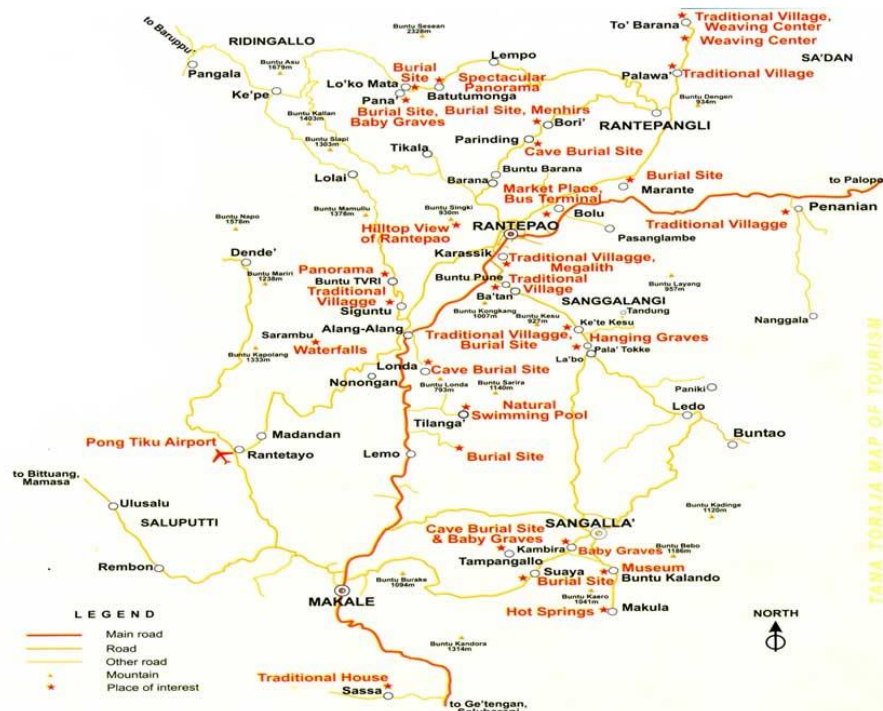 to Baruppu'
RIDINGALLO
Buntu Sesean
2328m
To' Barana
Traditional Village,
Weaving Center
Weaving Center
SA'DAN
Pangala
Buntu Asu
1679m
Ke'pe
Lo'ko Mata
Pana'
Burial
Site
Lempo
Spectacular
Panorama
Batutumonga
Palawa'
Traditional Village
Buntu Dengen
934m
Buntu Kallan
1403m
Burial Site,
Baby Graves
Burial Site, Menhirs
Bori'
RANTEPANGLI
Buntu Siapi
1303m
Tikala
Parinding
Cave Burial Site
Lolai
Buntu Barana
Barana
Burial Site
Marante
to Palopo
Market Place,
Bus Terminal
Bolu
Buntu Mamullu
1378m
Buntu Singki
930m
Buntu Napo
1578m
Hilltop View
of Rantepao
RANTEPAO
Pasanglambe
Traditional Villagge
Penanian
Dende'
Karassik
Traditional Villagge,
Megalith
Buntu Mariri
1238m
Panorama
Buntu TVRI
Buntu Pune
Traditional
Village
Ba'tan
Buntu Layang
957m
Traditional
Villagge
Siguntu
SANGGALANGI
Tandung
Nanggala
Buntu Kongkang
1007m
Buntu Kesu
927m
Ke'te Kesu
Alang-Alang
Sarambu
Waterfalls
Traditional Villagge,
Burial Site
Hanging Graves
Pala' Tokke
La'bo
Buntu Kapolang
1333m
Londa
Cave Burial Site
Nonongan
Buntu Londa
793m
Buntu Sarira
1140m
Paniki
Natural
Swimming Pool
Tilanga'
Ledo
Buntao
Madandan
Pong Tiku Airport
Rantetayo
Lemo
Burial Site
to Bittuang,
Mamasa
Ulusalu
SALUPUTTI
Buntu Kadinge
1120m
SANGALLA'
Cave Burial Site
& Baby Graves
Kambira
Baby Graves
Buntu Bebo
1186m
Tampangallo
Rembon
Suaya
Museum
Buntu Kalando
Burial Site
Buntu Burake
1094m
Buntu Kaero
1041m
MAKALE
Hot Springs
Makula
LEGEND
Main road
Road
Other road
Mountain
Place of interest
Buntu Kandora
1314m
NORTH
Traditional House
Sassa
to Ge'tengan,
TANA TORAJA MAP OF TOURISM